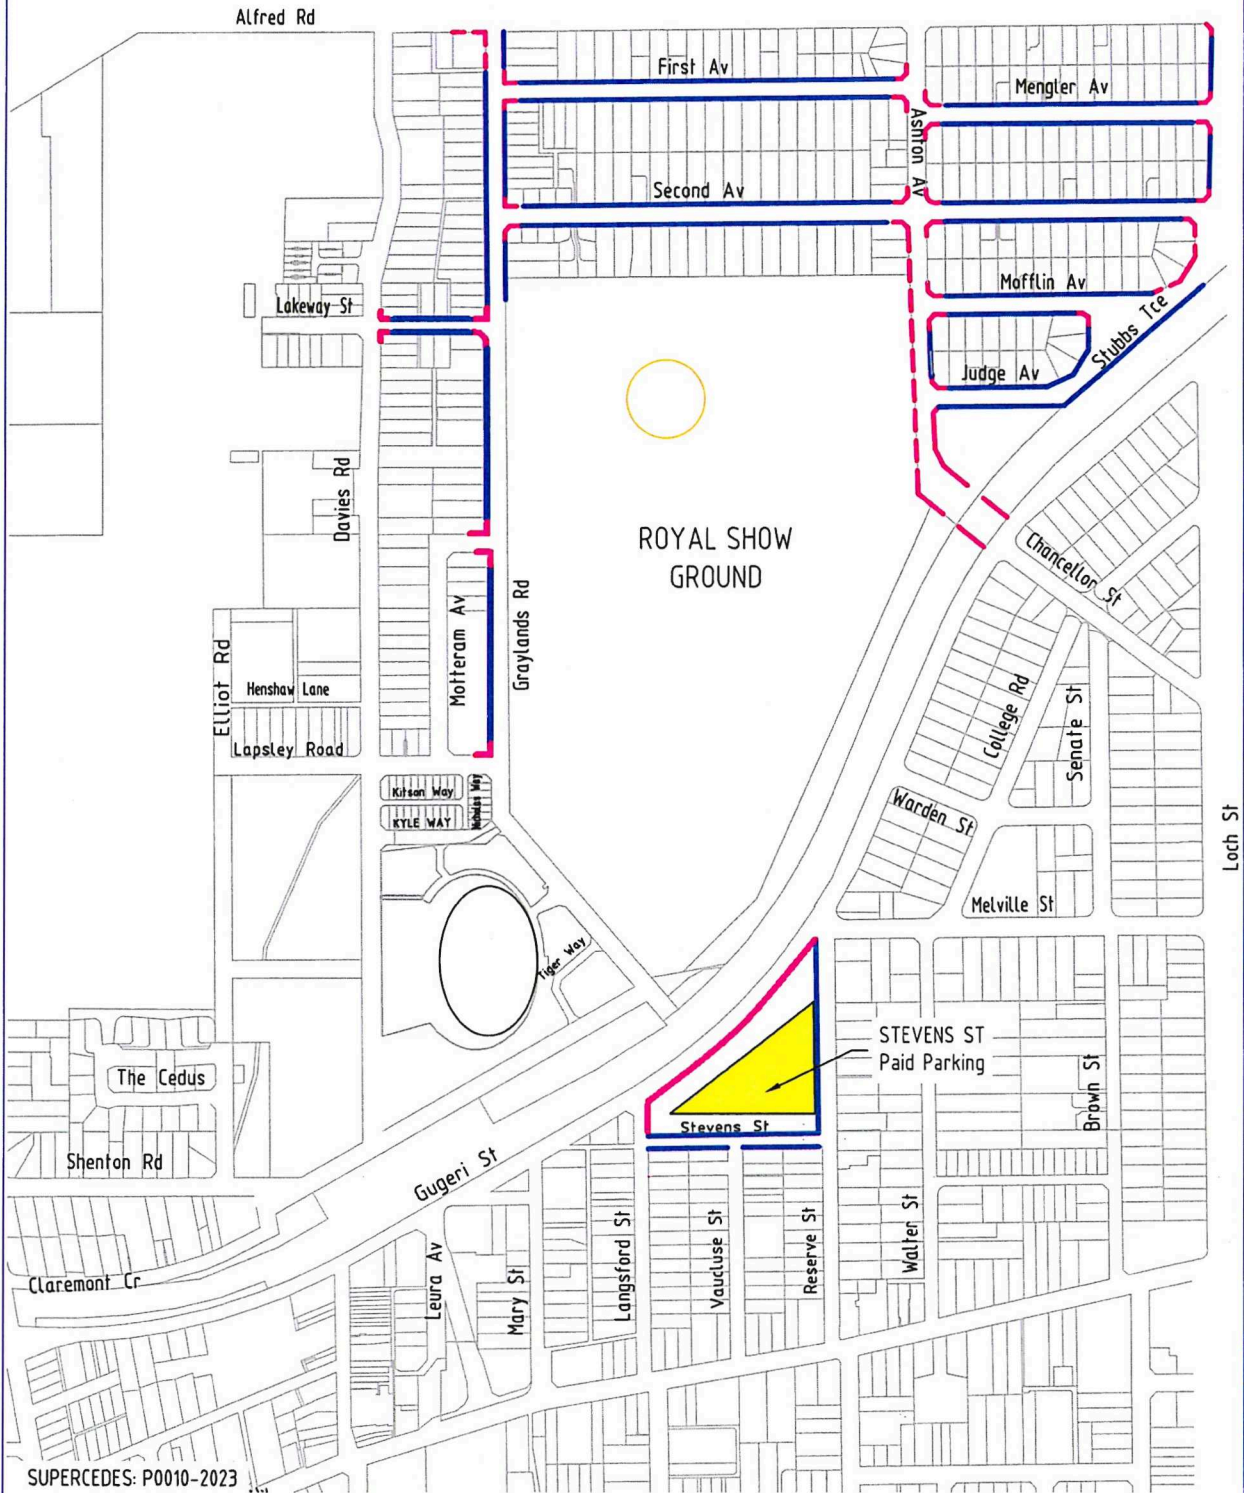 Alfred Rd
First Av
Mengler Av
Ashton Av
Second Av
Mofflin Av
Lakeway St
Stubbs Tce
Judge Av
Davies Rd
ROYAL SHOW
GROUND
Chancellor St
Graylands Rd
Motteram Av
Elliot Rd
Henshaw Lane
College Rd
Senate St
Lapsley Road
Kitson Way
Nicholas Way
KYLE WAY
Warden St
Loch St
Melville St
Tiger Way
STEVENS ST
Paid Parking
The Cedus
Brown St
Stevens St
Shenton Rd
Gugeri St
Walter St
Langsford St
Vaucluse St
Reserve St
Claremont Cr
Leura Av
Mary St
SUPERCEDES: P0010-2023